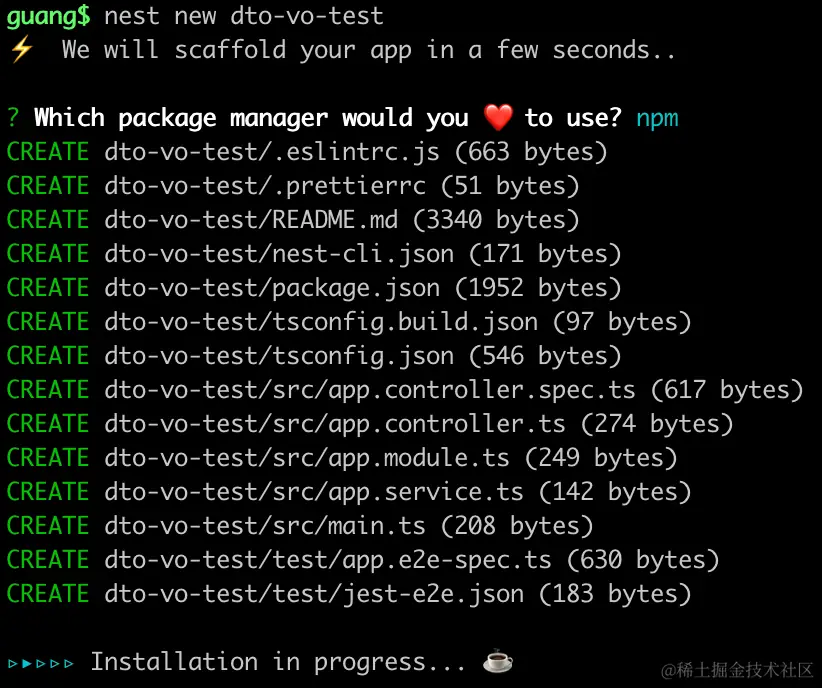 guang$ nest new dto-vo-test
⚡ We will scaffold your app in a few seconds..
? Which package manager would you ❤️ to use? npm
CREATE dto-vo-test/.eslintrc.js (663 bytes)
CREATE dto-vo-test/.prettierrc (51 bytes)
CREATE dto-vo-test/README.md (3340 bytes)
CREATE dto-vo-test/nest-cli.json (171 bytes)
CREATE dto-vo-test/package.json (1952 bytes)
CREATE dto-vo-test/tsconfig.build.json (97 bytes)
CREATE dto-vo-test/tsconfig.json (546 bytes)
CREATE dto-vo-test/src/app.controller.spec.ts (617 bytes)
CREATE dto-vo-test/src/app.controller.ts (274 bytes)
CREATE dto-vo-test/src/app.module.ts (249 bytes)
CREATE dto-vo-test/src/app.service.ts (142 bytes)
CREATE dto-vo-test/src/main.ts (208 bytes)
CREATE dto-vo-test/test/app.e2e-spec.ts (630 bytes)
CREATE dto-vo-test/test/jest-e2e.json (183 bytes)
▹▸▹▹▹ Installation in progress... ☕
@稀土掘金技术社区